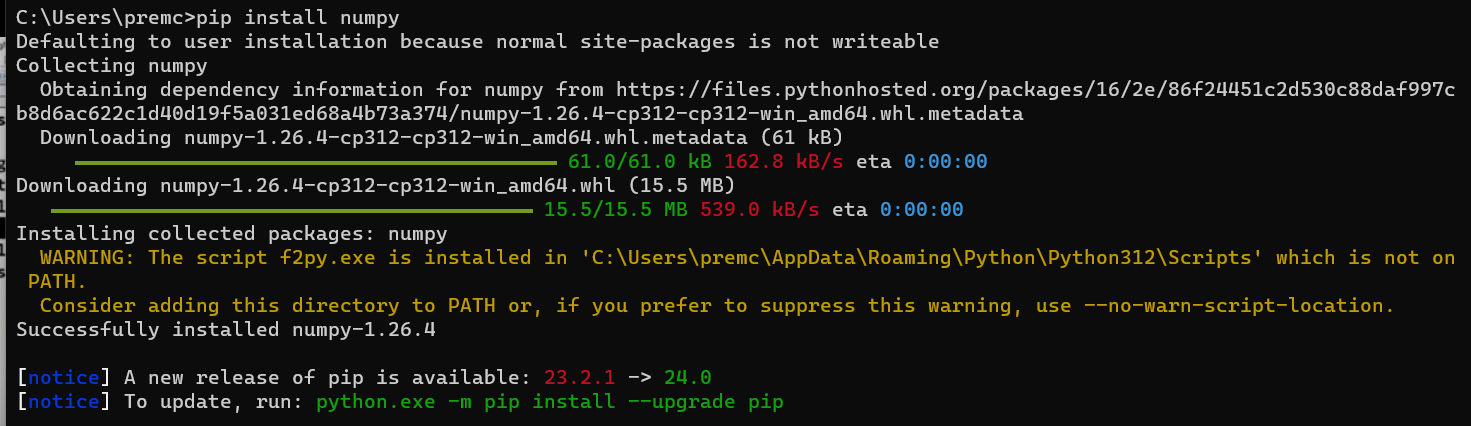 C:\Users\premc>pip install numpy
Defaulting to user installation because normal site-packages is not writeable
Collecting numpy
  Obtaining dependency information for numpy from https://files.pythonhosted.org/packages/16/2e/86f24451c2d530c88daf997c
b8d6ac622c1d40d19f5a031ed68a4b73a374/numpy-1.26.4-cp312-cp312-win_amd64.whl.metadata
  Downloading numpy-1.26.4-cp312-cp312-win_amd64.whl.metadata (61 kB)
61.0/61.0 kB 162.8 kB/s eta 0:00:00
Downloading numpy-1.26.4-cp312-cp312-win_amd64.whl (15.5 MB)
15.5/15.5 MB 539.0 kB/s eta 0:00:00
Installing collected packages: numpy
  WARNING: The script f2py.exe is installed in 'C:\Users\premc\AppData\Roaming\Python\Python312\Scripts' which is not on
 PATH.
  Consider adding this directory to PATH or, if you prefer to suppress this warning, use --no-warn-script-location.
Successfully installed numpy-1.26.4

[notice] A new release of pip is available: 23.2.1 -> 24.0
[notice] To update, run: python.exe -m pip install --upgrade pip